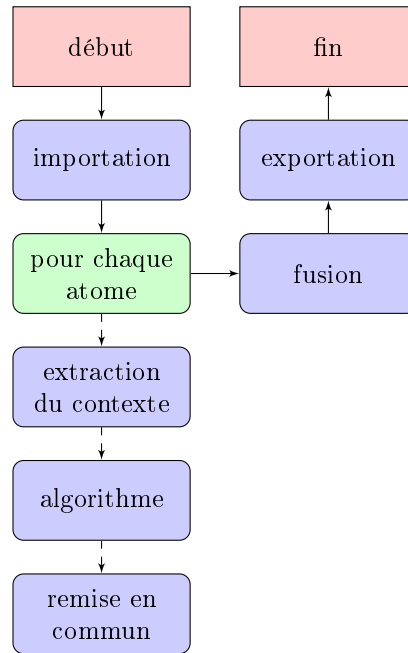 début
importation
pour chaque
atome
extraction
du contexte
algorithme
remise en
commun
fin
exportation
fusion